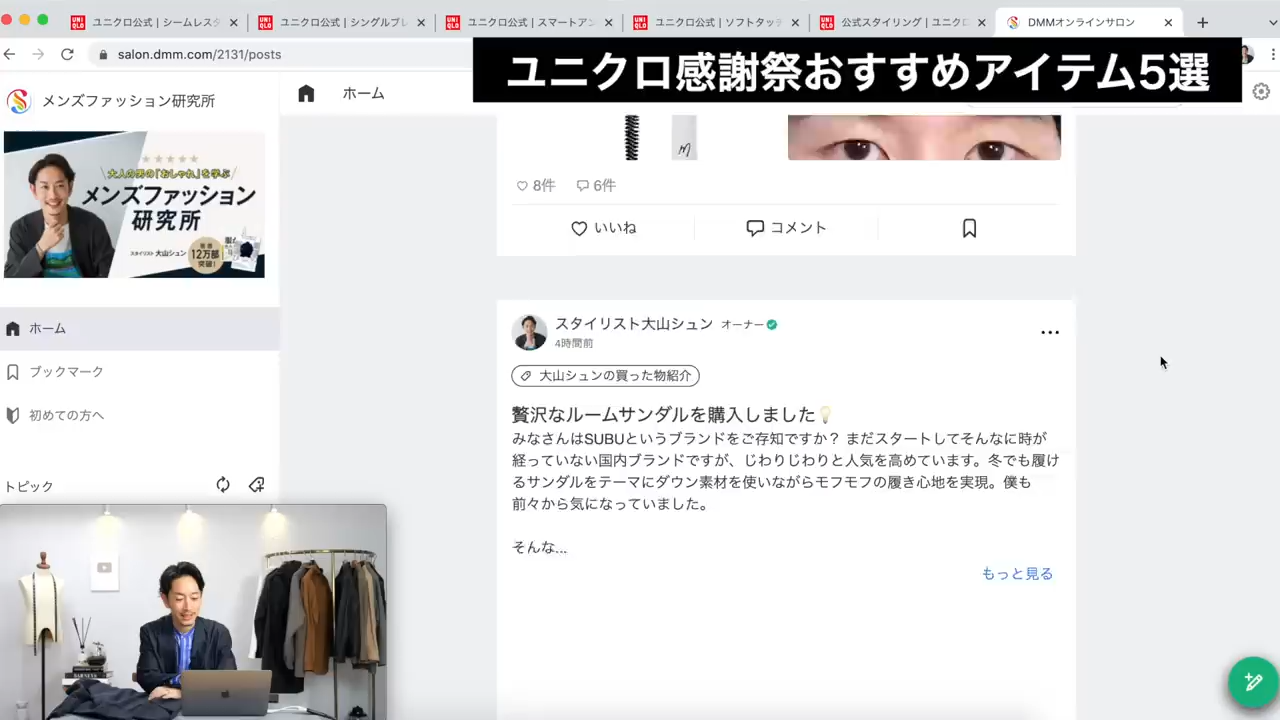 ユニクロ公式 | シームレスダ
ユニクロ公式 | シングルブレ
ユニクロ公式 | スマートアン
ユニクロ公式 | ソフトタッチ
公式スタイリング | ユニクロ
DMMオンラインサロン
salon.dmm.com/2131/posts
ユニクロ感謝祭おすすめアイテム5選
メンズファッション研究所
ホーム
大人の男の「おしゃれ」を学ぶ
メンズファッション
研究所
スタイリスト 大山シュン
12万部
突破!
8件
6件
いいね
コメント
ホーム
ブックマーク
初めての方へ
トピック
スタイリスト大山シュン オーナー
4時間前
大山シュンの買った物紹介
贅沢なルームサンダルを購入しました💡
みなさんはSUBUというブランドをご存知ですか？ まだスタートしてそんなに時が
経っていない国内ブランドですが、じわりじわりと人気を高めています。冬でも履け
るサンダルをテーマにダウン素材を使いながらモフモフの履き心地を実現。僕も
前々から気になっていました。
そんな...
もっと見る